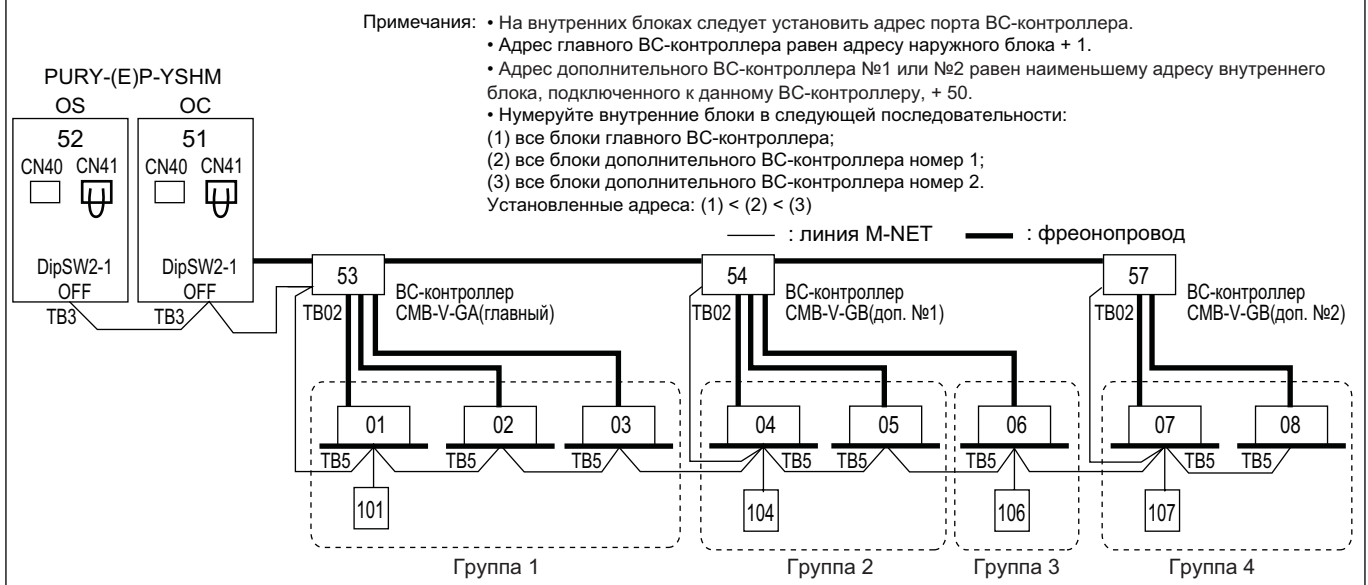 Примечания: • На внутренних блоках следует установить адрес порта BC-контроллера.
• Адрес главного BC-контроллера равен адресу наружного блока + 1.
• Адрес дополнительного BC-контроллера №1 или №2 равен наименьшему адресу внутреннего
блока, подключенного к данному BC-контроллеру, + 50.
• Нумеруйте внутренние блоки в следующей последовательности:
(1) все блоки главного BC-контроллера;
(2) все блоки дополнительного BC-контроллера номер 1;
(3) все блоки дополнительного BC-контроллера номер 2.
Установленные адреса: (1) < (2) < (3)
PURY-(E)P-YSHM
OS OC
52 51
CN40 CN41 CN40 CN41
: линия M-NET : фреонопровод
DipSW2-1 DipSW2-1
OFF OFF
TB3 TB3
53 54 57
TB02 TB02 TB02
BC-контроллер
CMB-V-GA(главный)
BC-контроллер
CMB-V-GB(доп. №1)
BC-контроллер
CMB-V-GB(доп. №2)
01 02 03 04 05 06 07 08
TB5 TB5 TB5 TB5 TB5 TB5 TB5 TB5
101 104 106 107
Группа 1 Группа 2 Группа 3 Группа 4